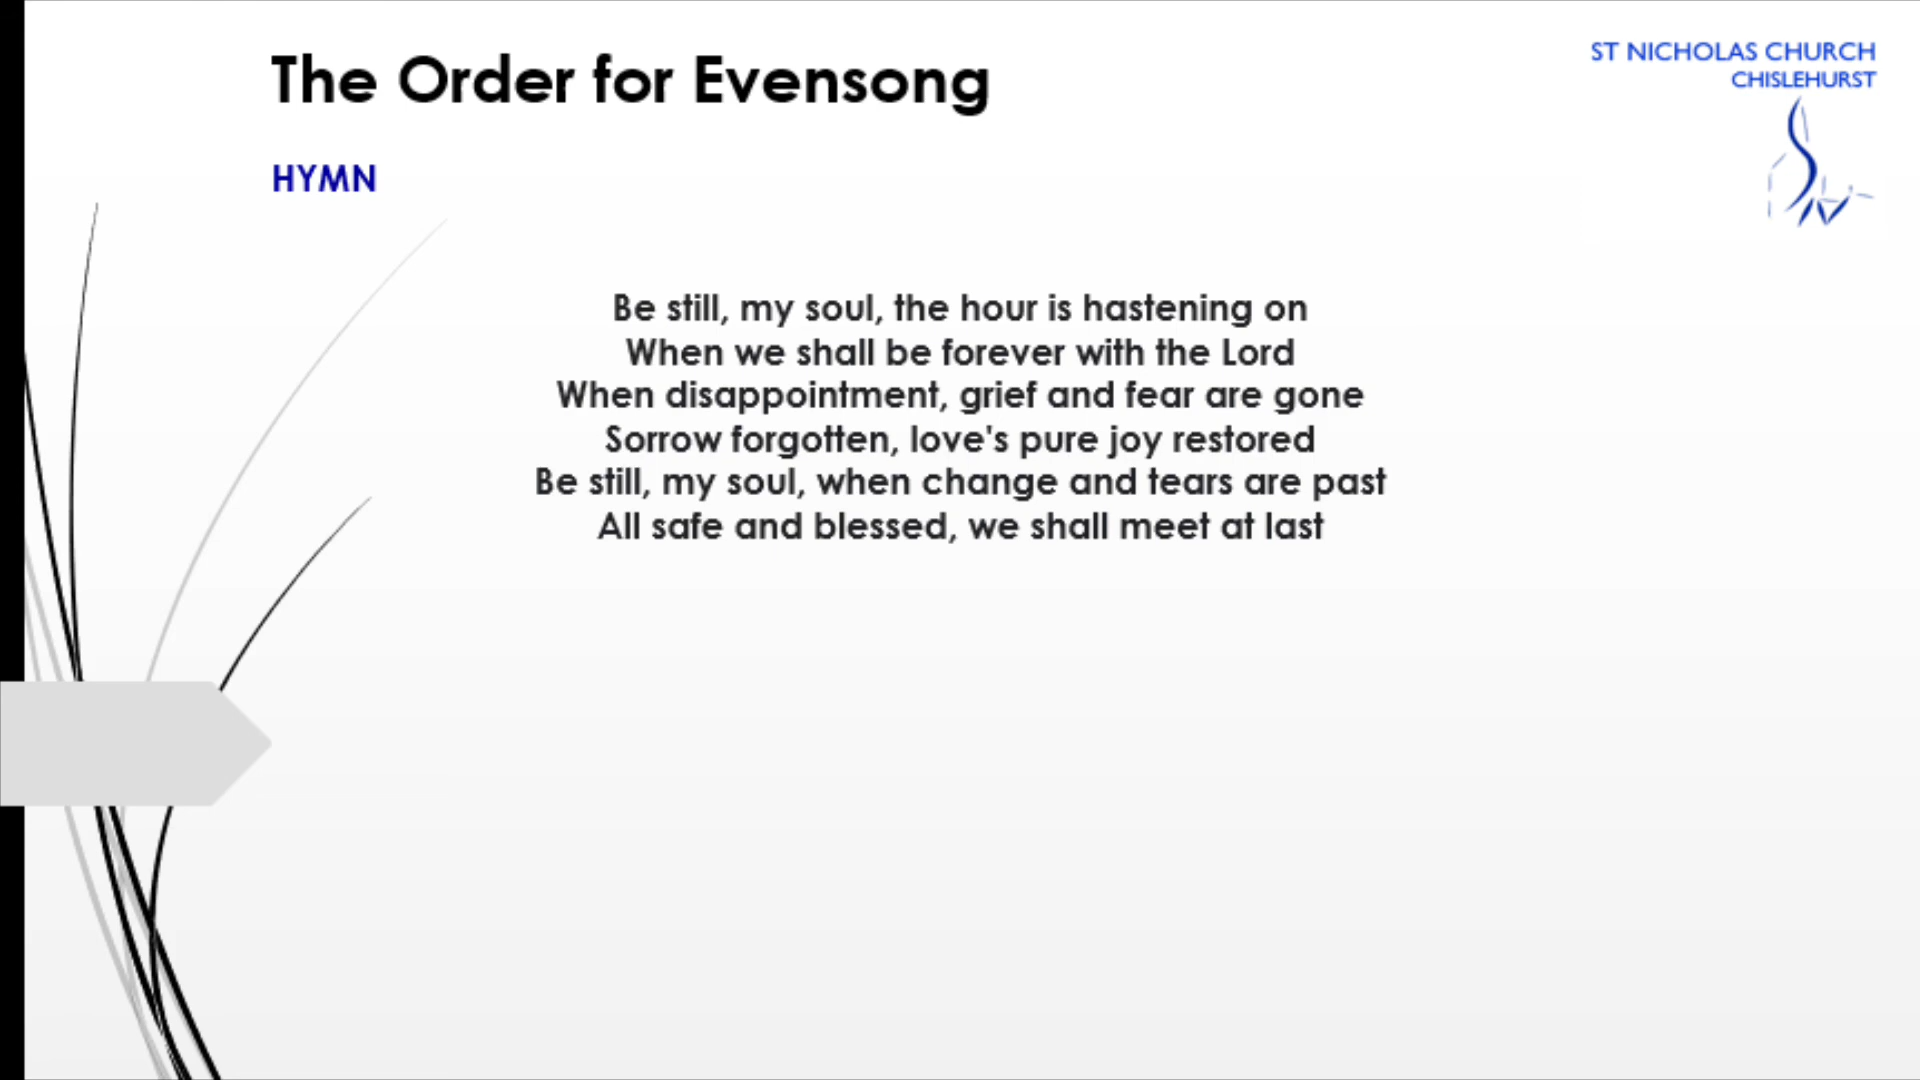 The Order for Evensong
ST NICHOLAS CHURCH
CHISLEHURST
HYMN
Be still, my soul, the hour is hastening on
When we shall be forever with the Lord
When disappointment, grief and fear are gone
Sorrow forgotten, love's pure joy restored
Be still, my soul, when change and tears are past
All safe and blessed, we shall meet at last